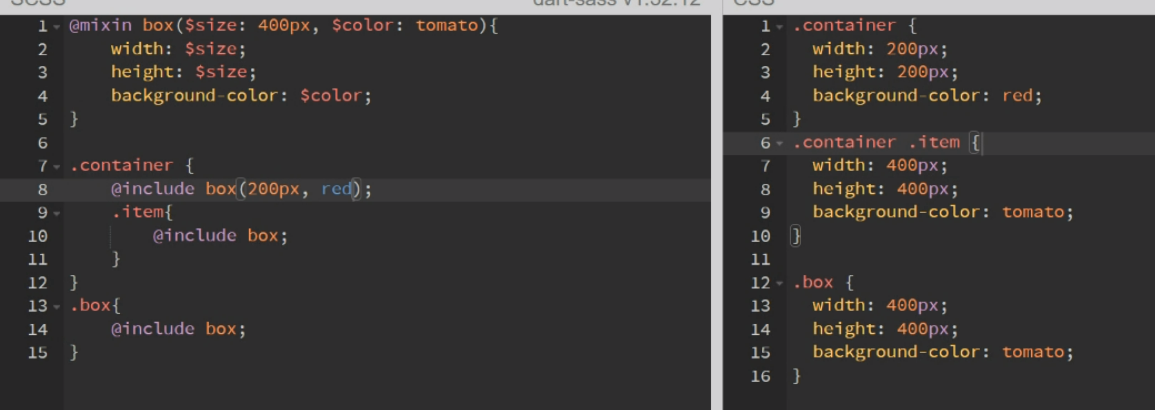 SCSS
dart-sass v1.52.12
1 @mixin box($size: 400px, $color: tomato){
2 width: $size;
3 height: $size;
4 background-color: $color;
5 }
6
7 .container {
8 @include box(200px, red);
9 .item{
10 @include box;
11 }
12 }
13 .box{
14 @include box;
15 }
CSS
1 .container {
2 width: 200px;
3 height: 200px;
4 background-color: red;
5 }
6 .container .item {
7 width: 400px;
8 height: 400px;
9 background-color: tomato;
10 }
11
12 .box {
13 width: 400px;
14 height: 400px;
15 background-color: tomato;
16 }